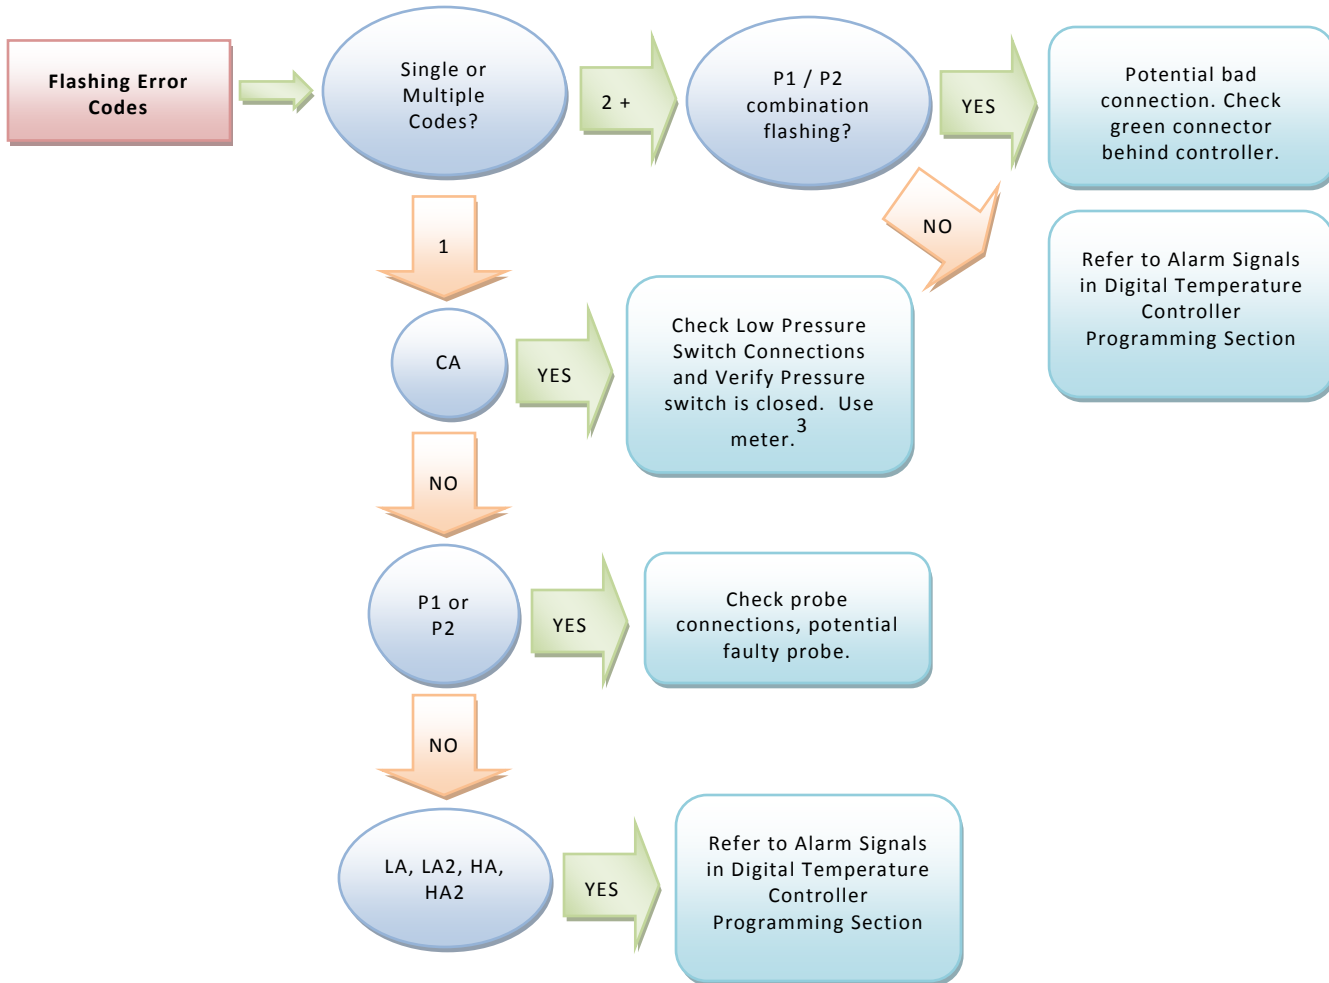 Flashing Error
Codes
Single or
Multiple
Codes?
2 +
P1 / P2
combination
flashing?
YES
Potential bad
connection. Check
green connector
behind controller.
NO
Refer to Alarm Signals
in Digital Temperature
Controller
Programming Section
1
CA
YES
Check Low Pressure
Switch Connections
and Verify Pressure
switch is closed. Use
meter.3
NO
P1 or
P2
YES
Check probe
connections, potential
faulty probe.
NO
LA, LA2, HA,
HA2
YES
Refer to Alarm Signals
in Digital Temperature
Controller
Programming Section